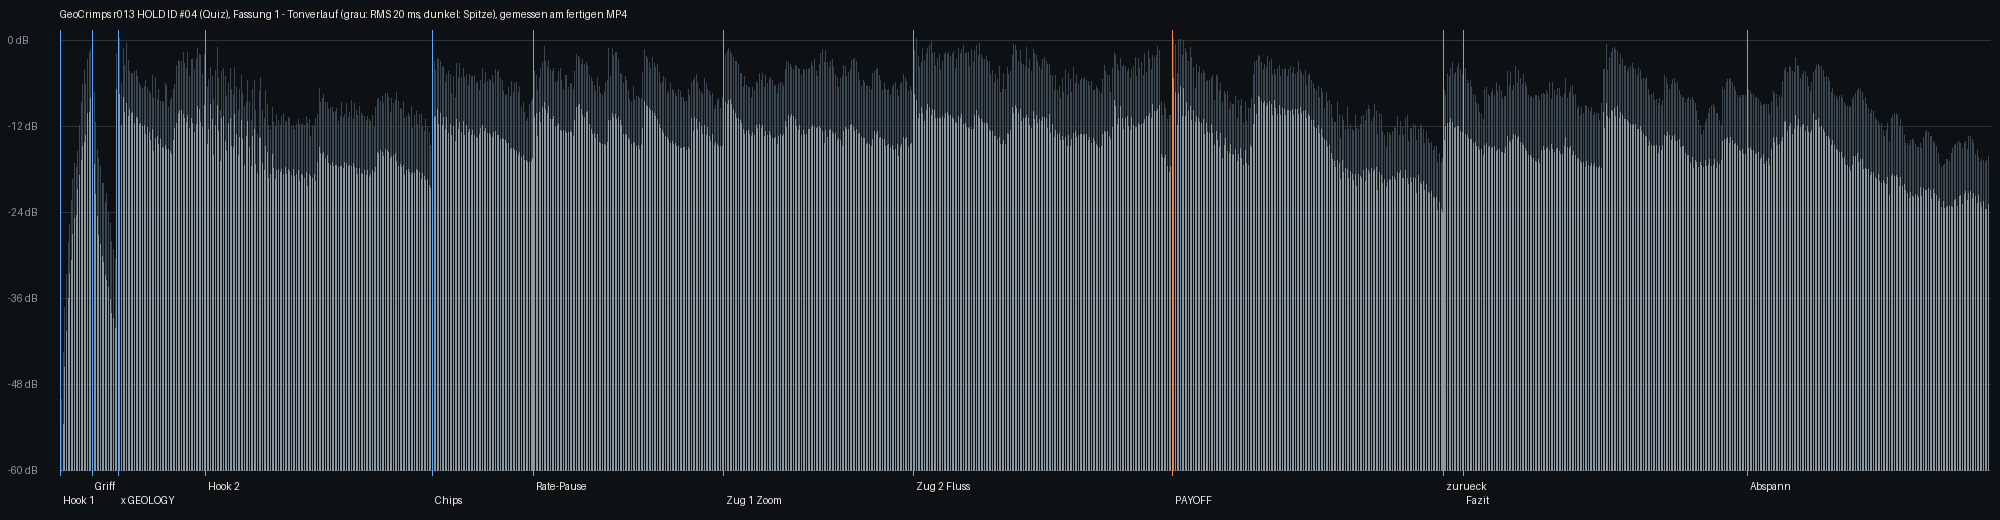 GeoCrimps r013 HOLD ID #04 (Quiz), Fassung 1 - Tonverlauf (grau: RMS 20 ms, dunkel: Spitze), gemessen am fertigen MP4
0 dB
-12 dB
-24 dB
-36 dB
-48 dB
-60 dB
Griff
Hook 2
Rate-Pause
Zug 2 Fluss
zurueck
Abspann
Hook 1
x GEOLOGY
Chips
Zug 1 Zoom
PAYOFF
Fazit